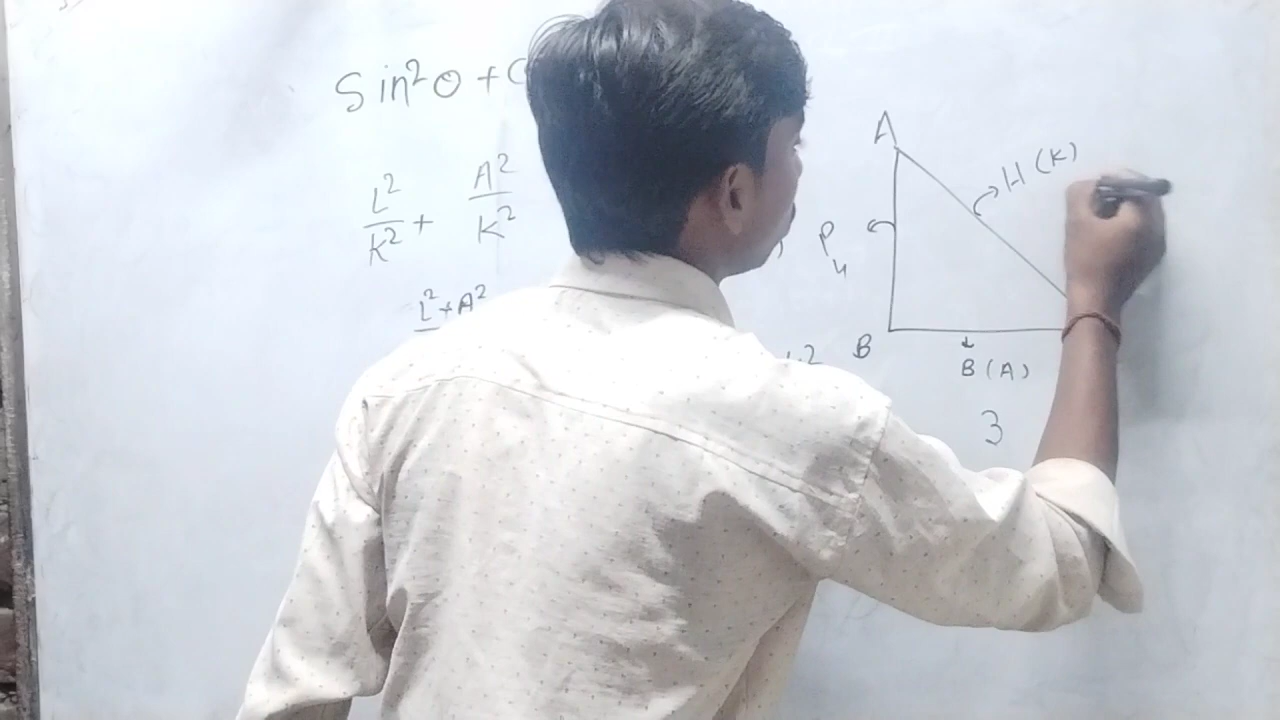 Sin²θ + C
L²/K² + A²/K²
L² + A²
A
H (K)
P
4
B
B (A)
3